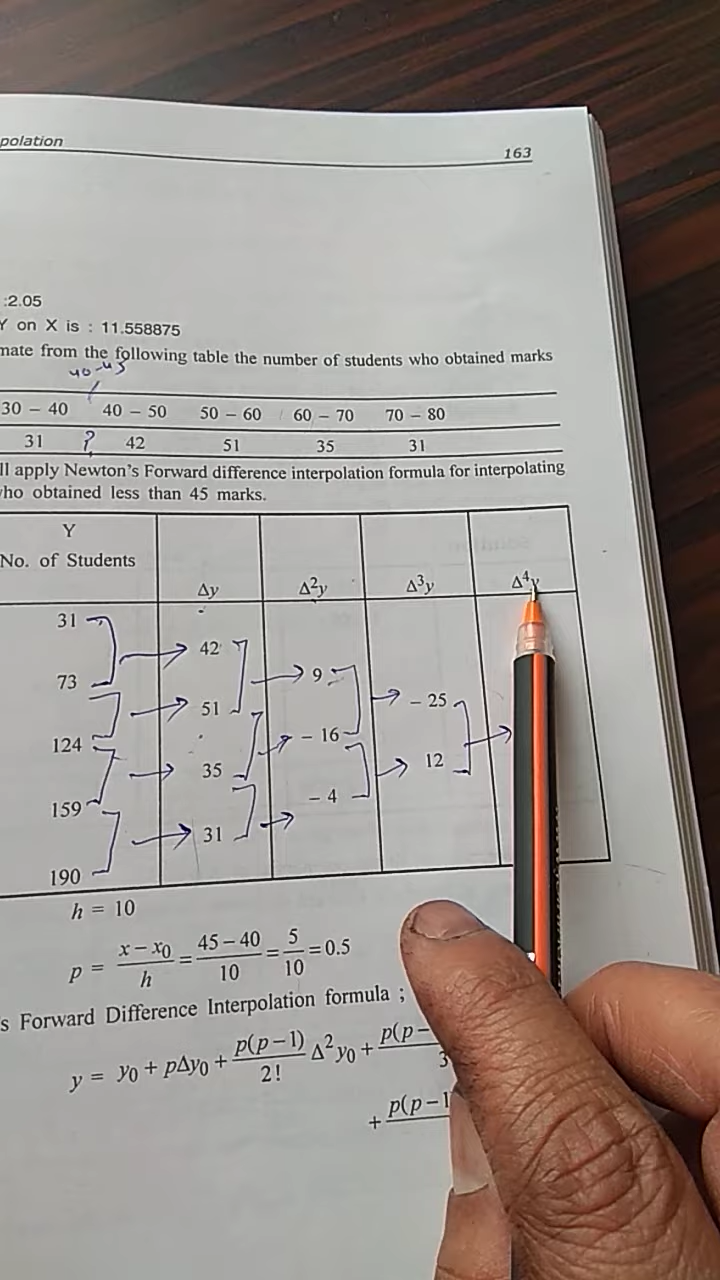 polation
163
:2.05
Y on X is : 11.558875
mate from the following table the number of students who obtained marks
40-45
30 – 40 40 – 50 50 – 60 60 – 70 70 – 80
31 ? 42 51 35 31
ll apply Newton's Forward difference interpolation formula for interpolating
who obtained less than 45 marks.
Y
No. of Students Δy Δ²y Δ³y Δ⁴y
31
42
73 9
51 – 25
124 – 16
35 12
159 – 4
31
190
h = 10
p = (x – x₀)/h = (45 – 40)/10 = 5/10 = 0.5
s Forward Difference Interpolation formula ;
y = y₀ + pΔy₀ + p(p – 1)/2! Δ²y₀ + p(p –
3
+ p(p – 1